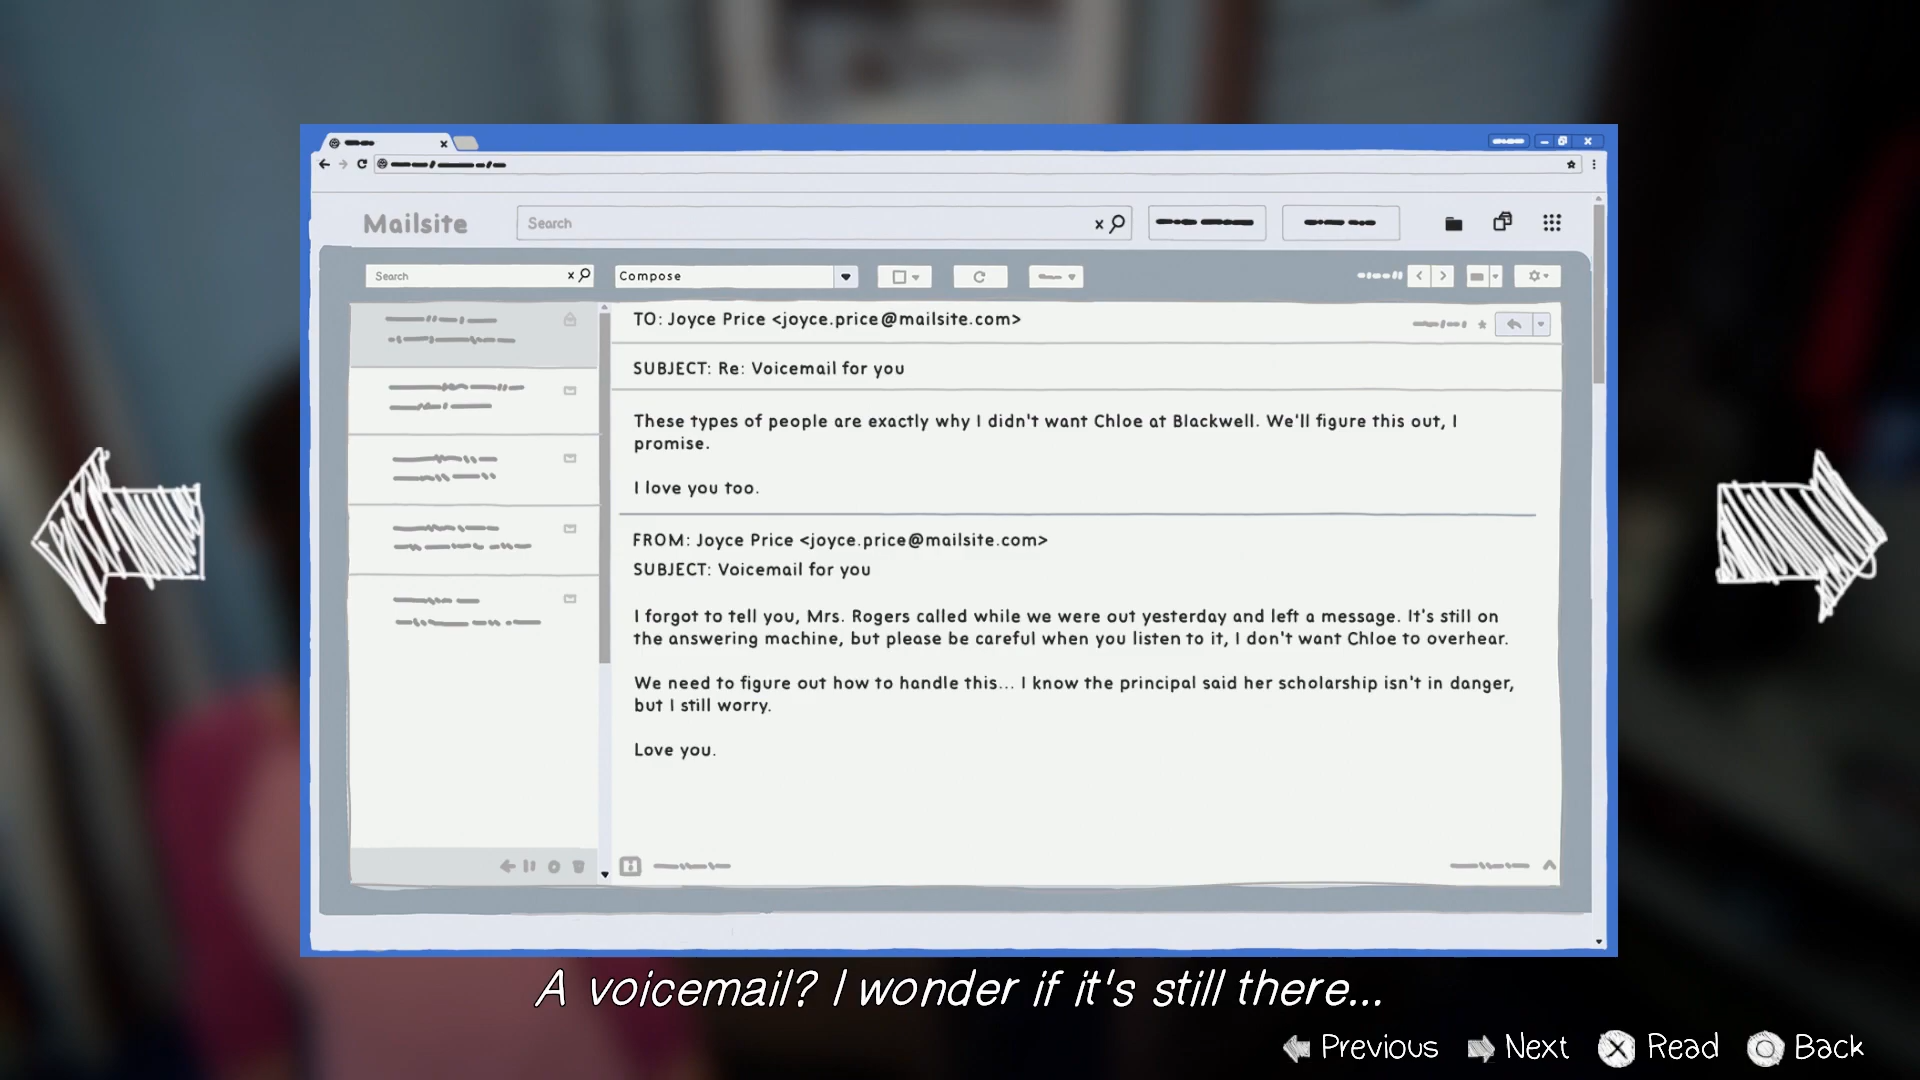 Mailsite
Search
x
Search
x
Compose
TO: Joyce Price <joyce.price@mailsite.com>
SUBJECT: Re: Voicemail for you
These types of people are exactly why I didn't want Chloe at Blackwell. We'll figure this out, I
promise.
I love you too.
FROM: Joyce Price <joyce.price@mailsite.com>
SUBJECT: Voicemail for you
I forgot to tell you, Mrs. Rogers called while we were out yesterday and left a message. It's still on
the answering machine, but please be careful when you listen to it, I don't want Chloe to overhear.
We need to figure out how to handle this... I know the principal said her scholarship isn't in danger,
but I still worry.
Love you.
A voicemail? I wonder if it's still there...
Previous Next Read Back